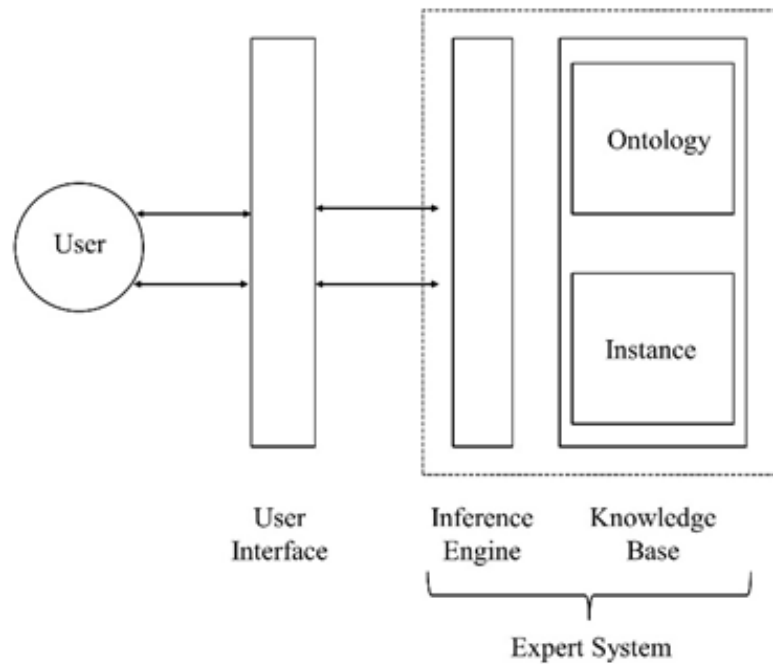 Ontology
User
Instance
User
Interface
Inference
Engine
Knowledge
Base
Expert System